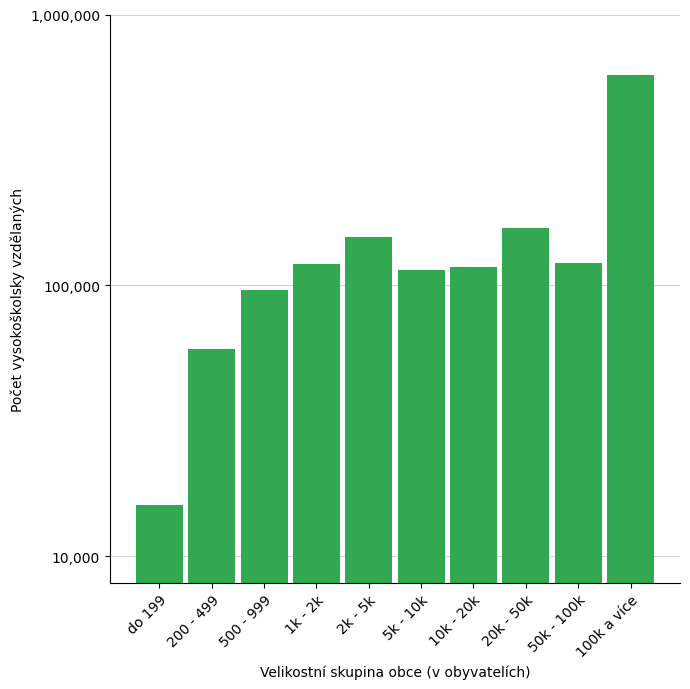 1,000,000
100,000
10,000
Počet vysokoškolsky vzdělaných
do 199
200 - 499
500 - 999
1k - 2k
2k - 5k
5k - 10k
10k - 20k
20k - 50k
50k - 100k
100k a více
Velikostní skupina obce (v obyvatelích)